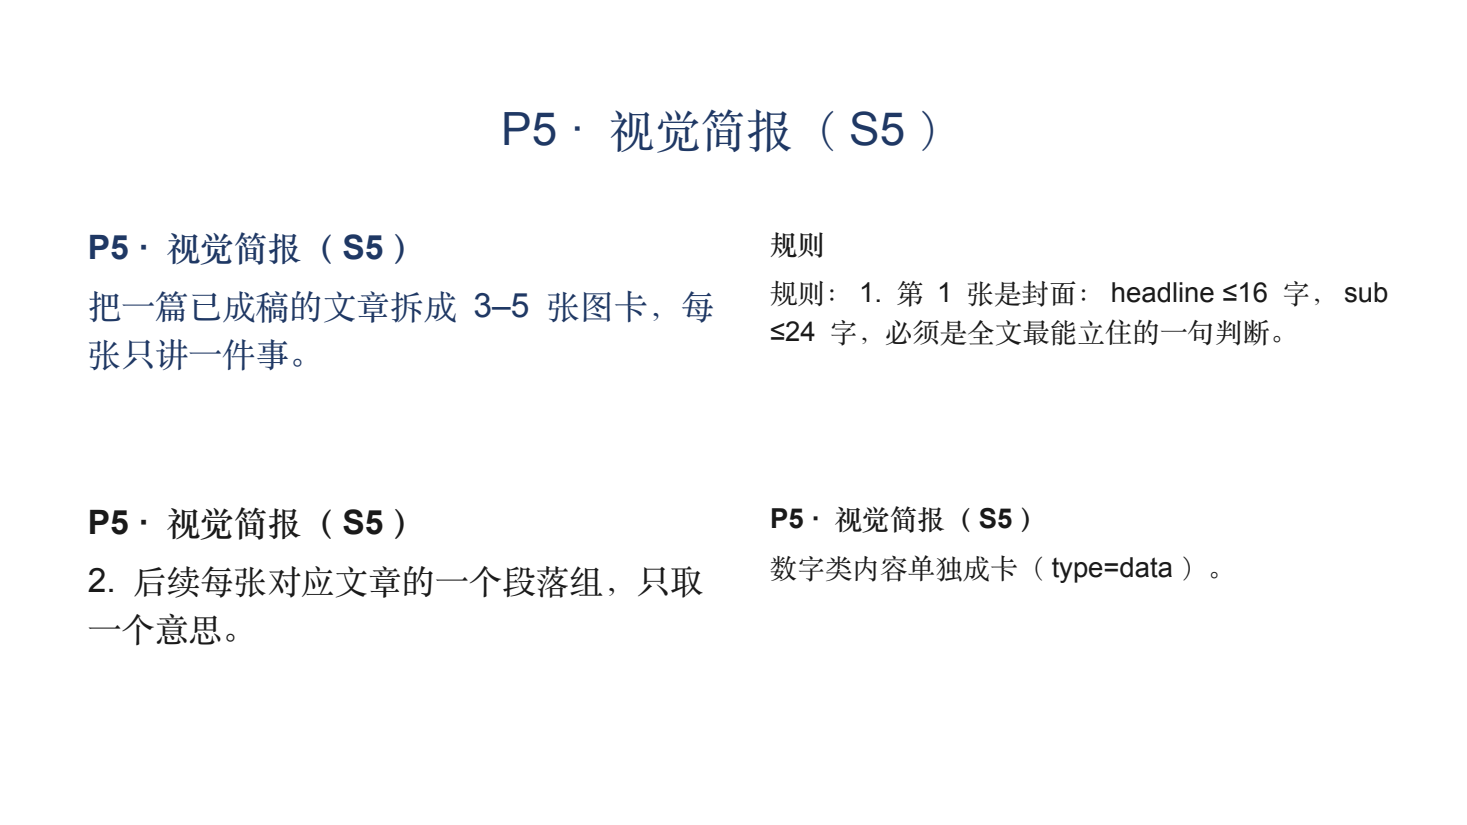 P5 · 视觉简报（S5）
P5 · 视觉简报（S5）
把一篇已成稿的文章拆成 3–5 张图卡，每
张只讲一件事。
规则
规则： 1. 第 1 张是封面： headline ≤16 字， sub
≤24 字，必须是全文最能立住的一句判断。
P5 · 视觉简报（S5）
2. 后续每张对应文章的一个段落组，只取
一个意思。
P5 · 视觉简报（S5）
数字类内容单独成卡（type=data）。